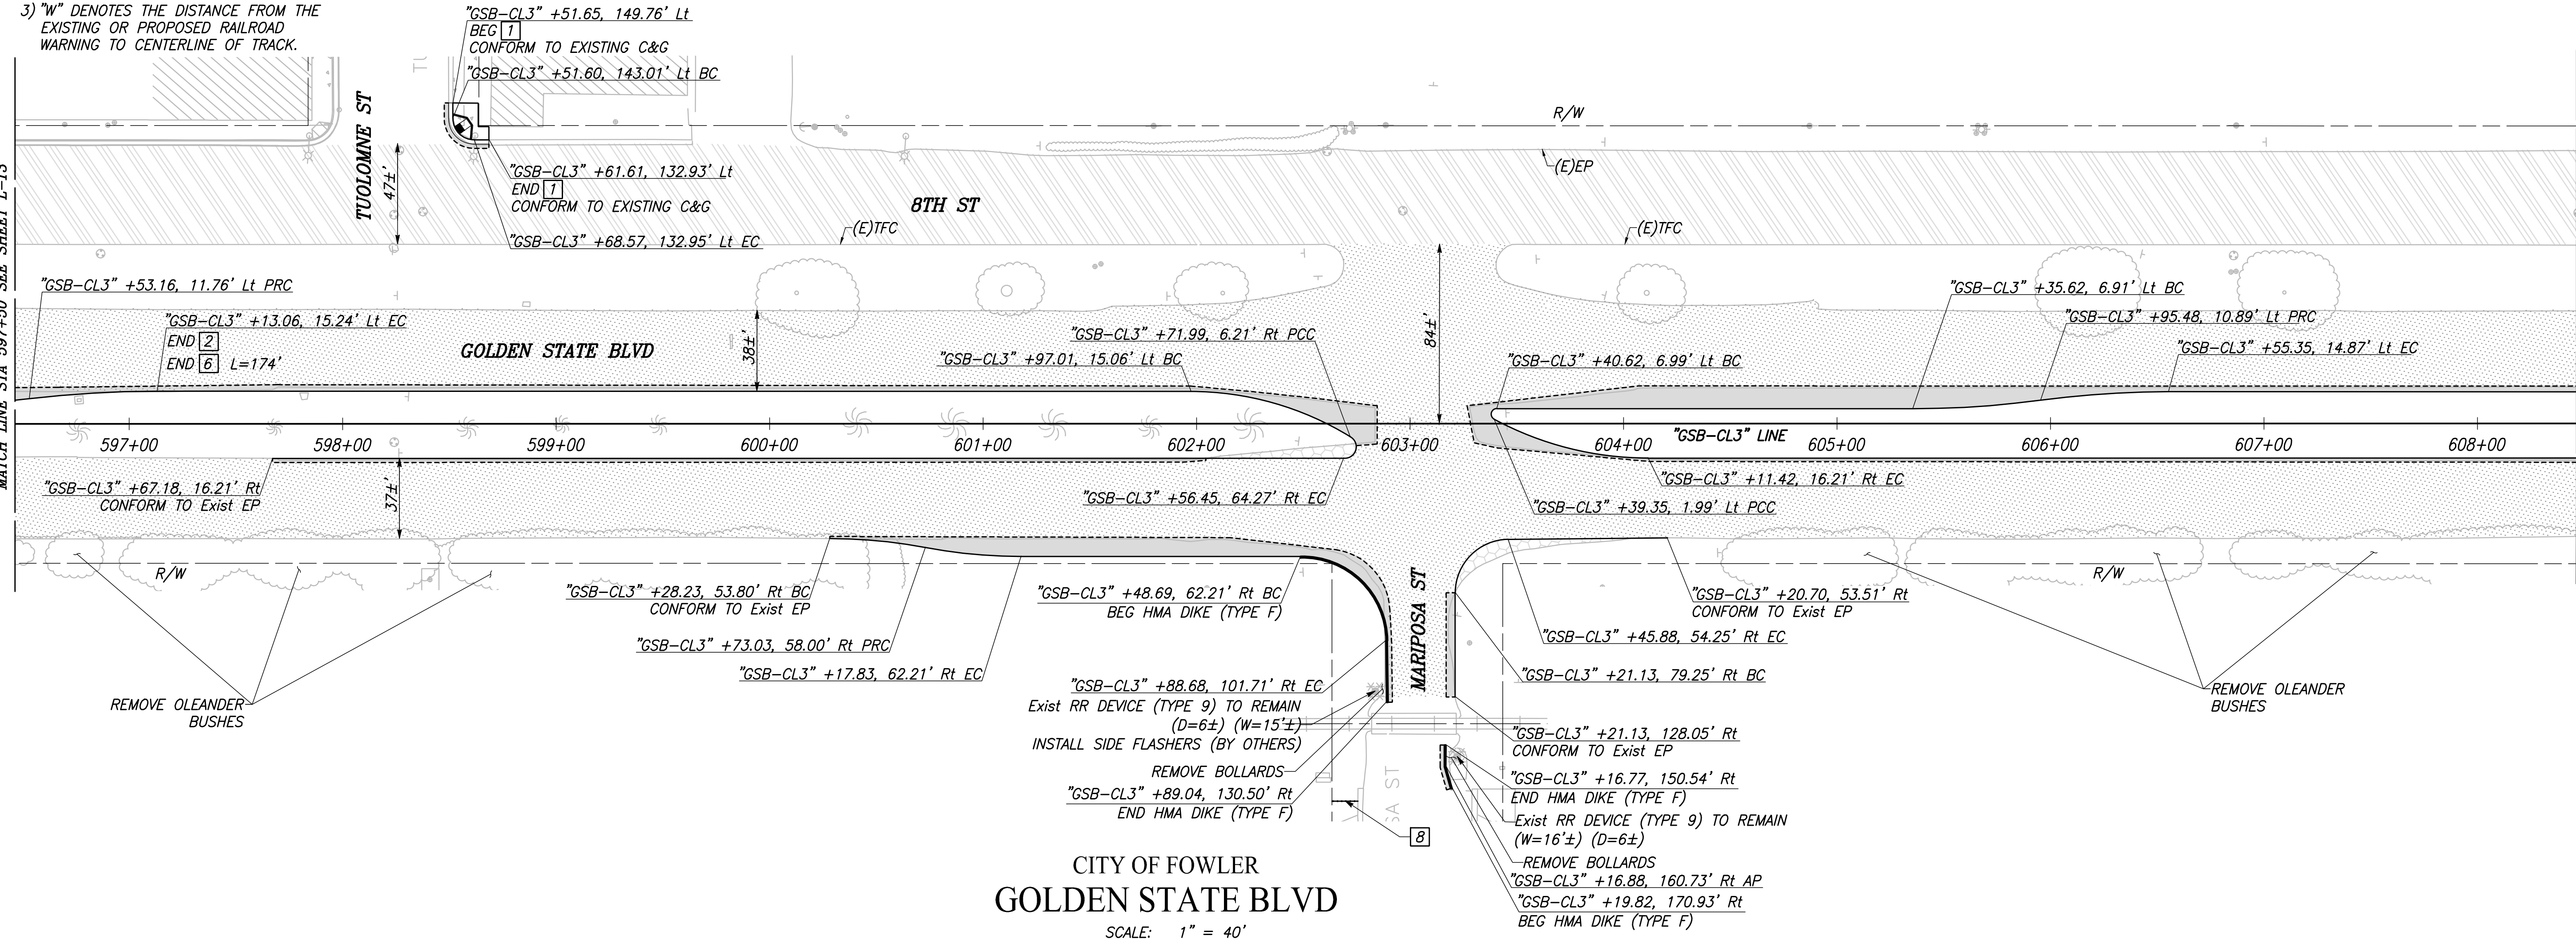 3) "W" DENOTES THE DISTANCE FROM THE
EXISTING OR PROPOSED RAILROAD
WARNING TO CENTERLINE OF TRACK.
"GSB-CL3" +51.65, 149.76' Lt
BEG 1
CONFORM TO EXISTING C&G
"GSB-CL3" +51.60, 143.01' Lt BC
TUOLOMNE ST
47±'
"GSB-CL3" +61.61, 132.93' Lt
END 1
CONFORM TO EXISTING C&G
"GSB-CL3" +68.57, 132.95' Lt EC
8TH ST
R/W
(E)EP
(E)TFC
(E)TFC
MATCH LINE STA 597+50 SEE SHEET L-13
"GSB-CL3" +53.16, 11.76' Lt PRC
"GSB-CL3" +13.06, 15.24' Lt EC
END 2
END 6 L=174'
GOLDEN STATE BLVD
38±'
"GSB-CL3" +71.99, 6.21' Rt PCC
"GSB-CL3" +97.01, 15.06' Lt BC
84±'
"GSB-CL3" +40.62, 6.99' Lt BC
"GSB-CL3" +35.62, 6.91' Lt BC
"GSB-CL3" +95.48, 10.89' Lt PRC
"GSB-CL3" +55.35, 14.87' Lt EC
597+00 598+00 599+00 600+00 601+00 602+00 603+00 604+00 605+00 606+00 607+00 608+00
"GSB-CL3" LINE
"GSB-CL3" +67.18, 16.21' Rt
CONFORM TO Exist EP
37±'
"GSB-CL3" +56.45, 64.27' Rt EC
"GSB-CL3" +11.42, 16.21' Rt EC
"GSB-CL3" +39.35, 1.99' Lt PCC
R/W
REMOVE OLEANDER
BUSHES
"GSB-CL3" +28.23, 53.80' Rt BC
CONFORM TO Exist EP
"GSB-CL3" +73.03, 58.00' Rt PRC
"GSB-CL3" +17.83, 62.21' Rt EC
"GSB-CL3" +48.69, 62.21' Rt BC
BEG HMA DIKE (TYPE F)
MARIPOSA ST
"GSB-CL3" +20.70, 53.51' Rt
CONFORM TO Exist EP
"GSB-CL3" +45.88, 54.25' Rt EC
"GSB-CL3" +21.13, 79.25' Rt BC
R/W
REMOVE OLEANDER
BUSHES
"GSB-CL3" +88.68, 101.71' Rt EC
Exist RR DEVICE (TYPE 9) TO REMAIN
(D=6±) (W=15'±)
INSTALL SIDE FLASHERS (BY OTHERS)
REMOVE BOLLARDS
"GSB-CL3" +89.04, 130.50' Rt
END HMA DIKE (TYPE F)
8
"GSB-CL3" +21.13, 128.05' Rt
CONFORM TO Exist EP
"GSB-CL3" +16.77, 150.54' Rt
END HMA DIKE (TYPE F)
Exist RR DEVICE (TYPE 9) TO REMAIN
(W=16'±) (D=6±)
REMOVE BOLLARDS
"GSB-CL3" +16.88, 160.73' Rt AP
"GSB-CL3" +19.82, 170.93' Rt
BEG HMA DIKE (TYPE F)
CITY OF FOWLER
GOLDEN STATE BLVD
SCALE: 1" = 40'